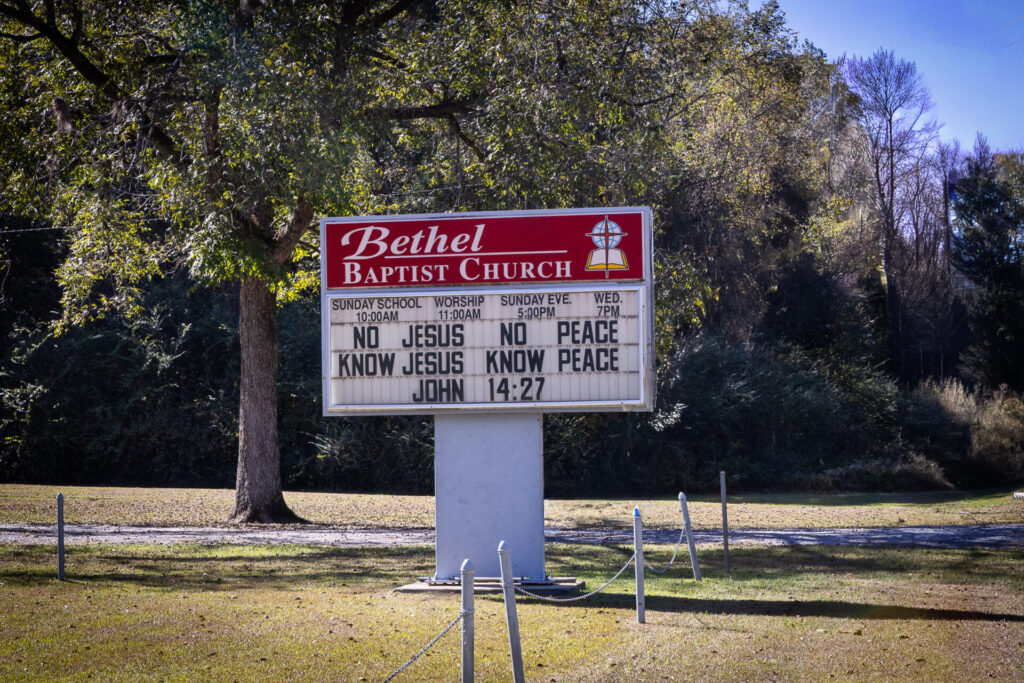 Bethel
BAPTIST CHURCH
SUNDAY SCHOOL WORSHIP SUNDAY EVE. WED.
10:00AM 11:00AM 5:00PM 7PM
NO JESUS NO PEACE
KNOW JESUS KNOW PEACE
JOHN 14:27